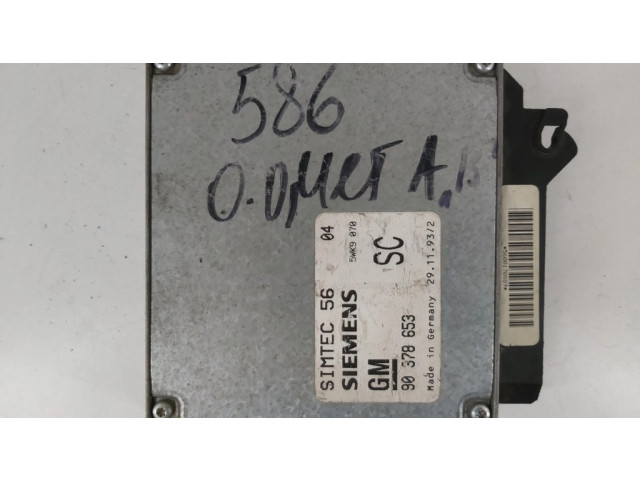 586
О.ОМЕГА,
SIMTEC 56 04
SIEMENS 5WK9 070
GM SC
90 378 653
Made in Germany 29.11.93/2